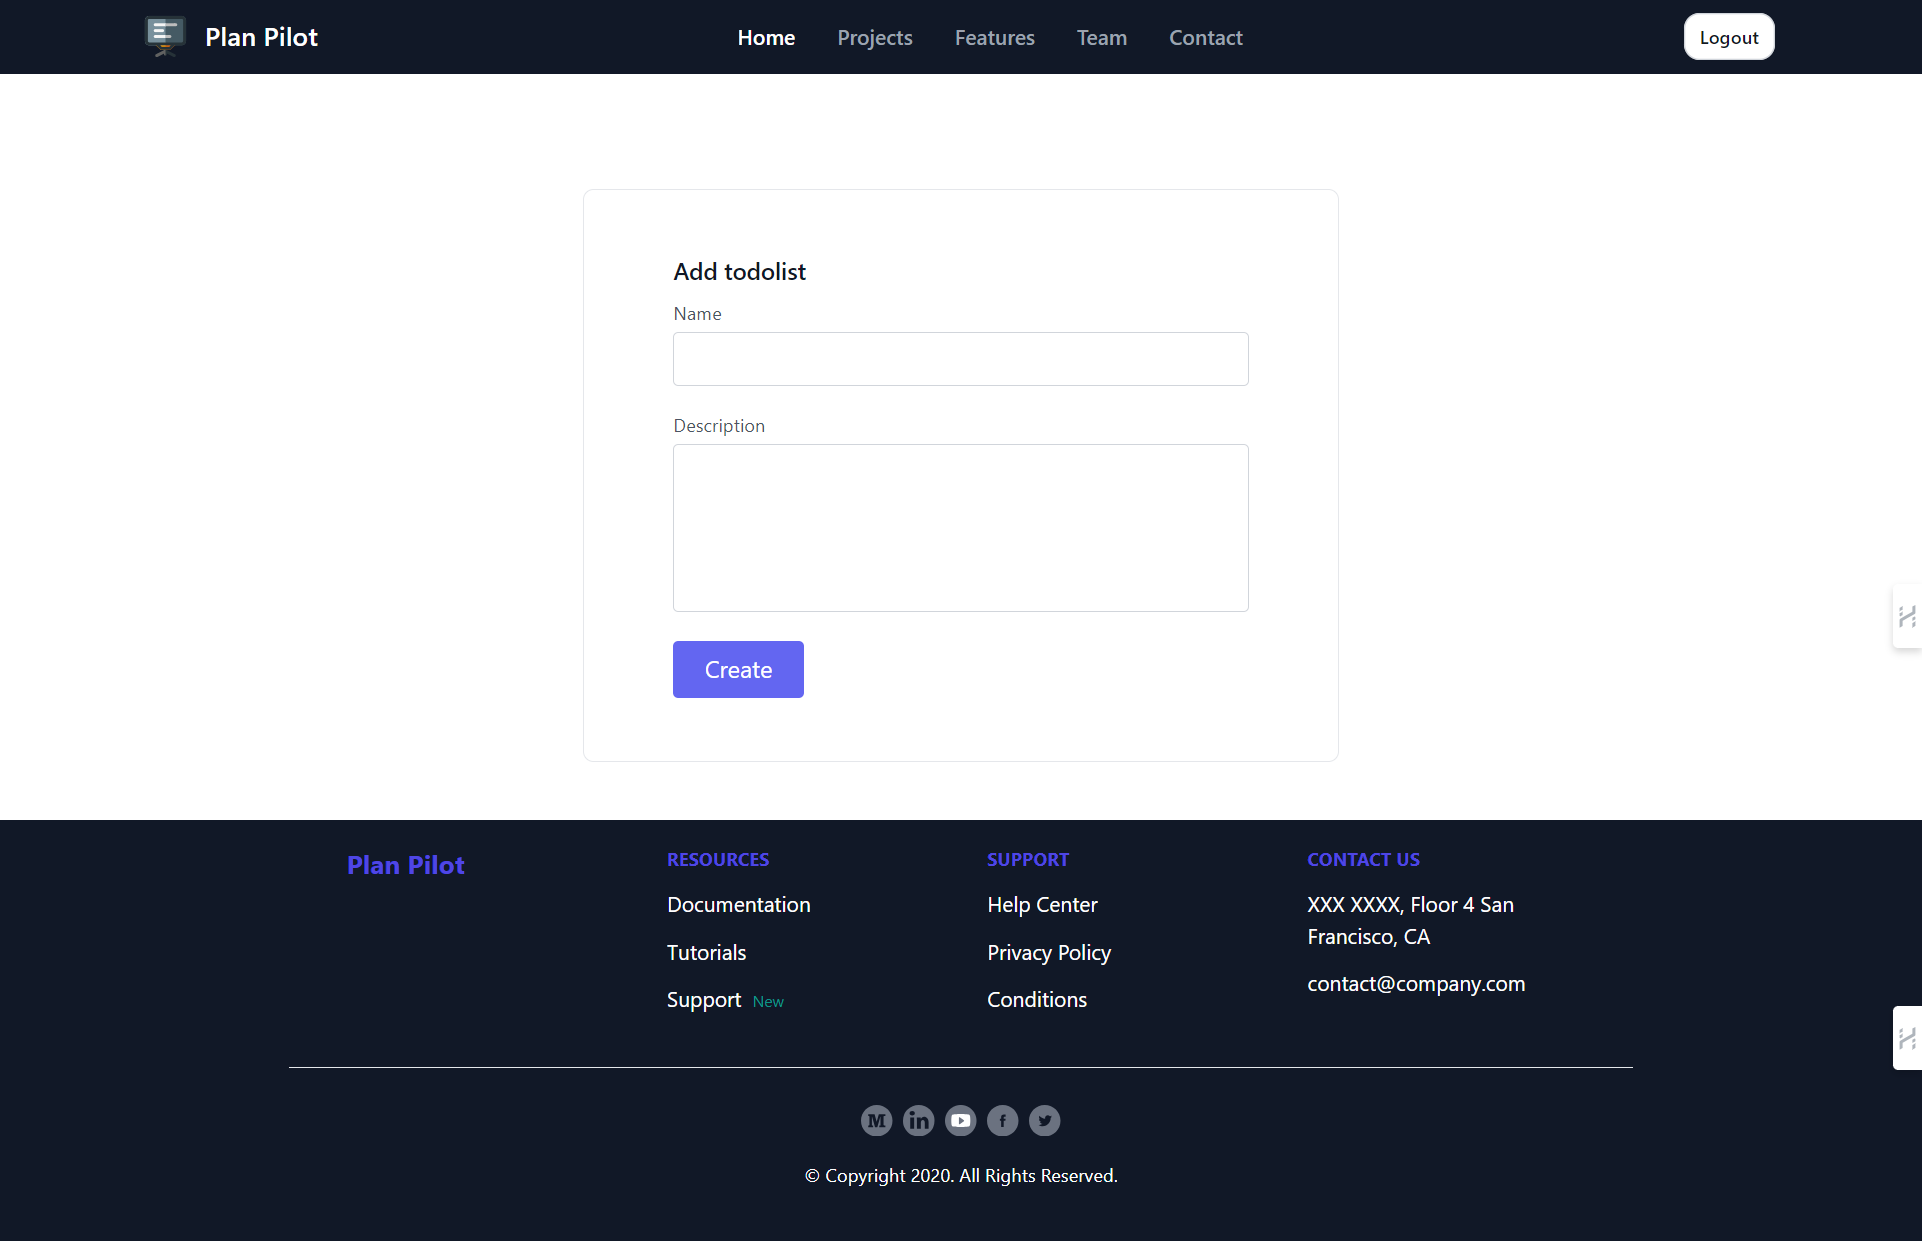 Plan Pilot
Home Projects Features Team Contact
Logout
Add todolist
Name
Description
Create
Plan Pilot
RESOURCES
Documentation
Tutorials
Support New
SUPPORT
Help Center
Privacy Policy
Conditions
CONTACT US
XXX XXXX, Floor 4 San
Francisco, CA
contact@company.com
© Copyright 2020. All Rights Reserved.